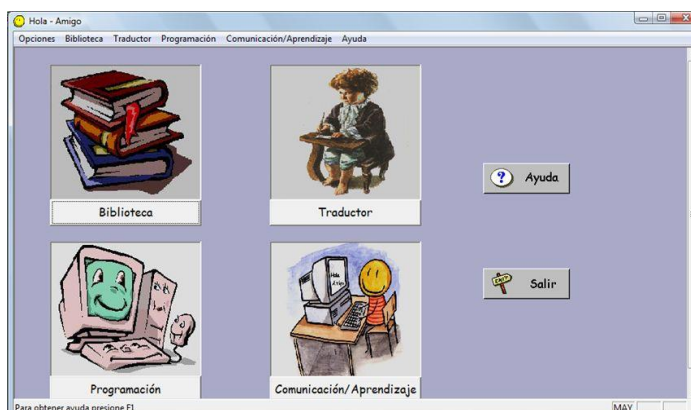 Hola - Amigo
Opciones Biblioteca Traductor Programación Comunicación/Aprendizaje Ayuda
Biblioteca
Traductor
Ayuda
Salir
Programación
Comunicación/Aprendizaje
Para obtener ayuda presione F1
MAY